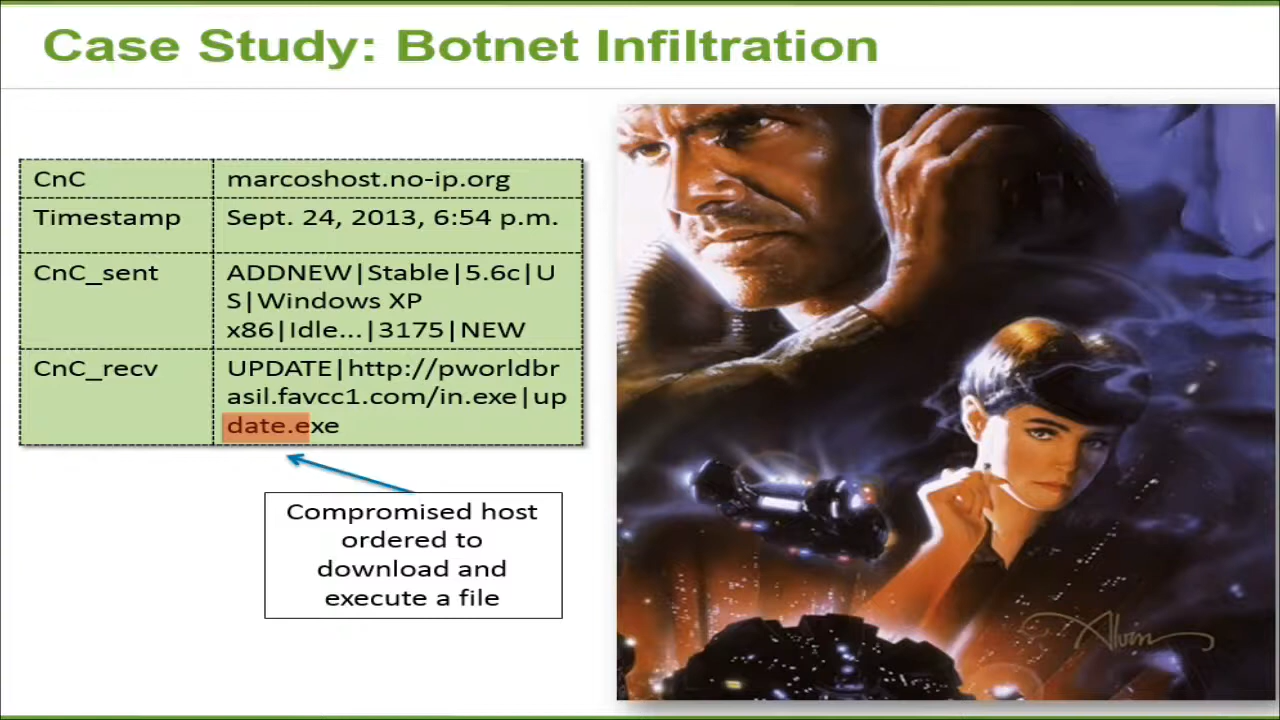 Case Study: Botnet Infiltration
CnC
marcoshost.no-ip.org
Timestamp
Sept. 24, 2013, 6:54 p.m.
CnC_sent
ADDNEW|Stable|5.6c|U
S|Windows XP
x86|Idle...|3175|NEW
CnC_recv
UPDATE|http://pworldbr
asil.favcc1.com/in.exe|up
date.exe
Compromised host
ordered to
download and
execute a file
Alvin